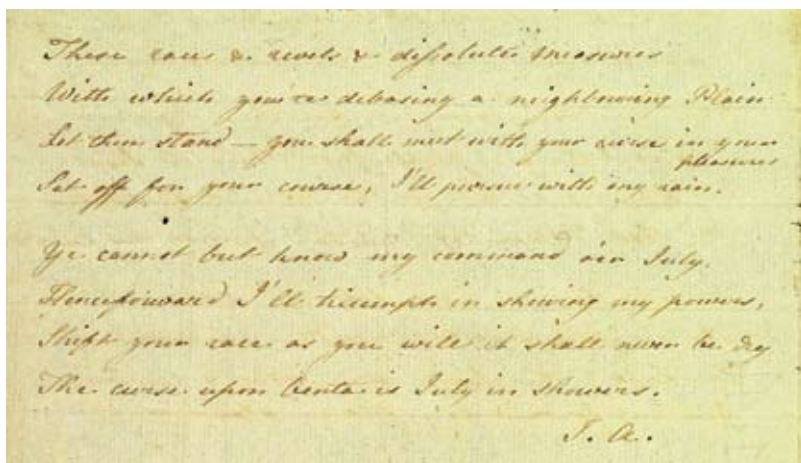 These races & revels & dissolute measures
With which you're debasing a neighbouring Plain
Let them stand — you shall meet with your curse in your
pleasures
Set off for your course, I'll pursue with my rain.
Ye cannot but know my command o'er July.
Henceforward I'll triumph in shewing my powers,
Shift your race as you will it shall never be dry
The curse upon Venta is July in showers.
J. A.